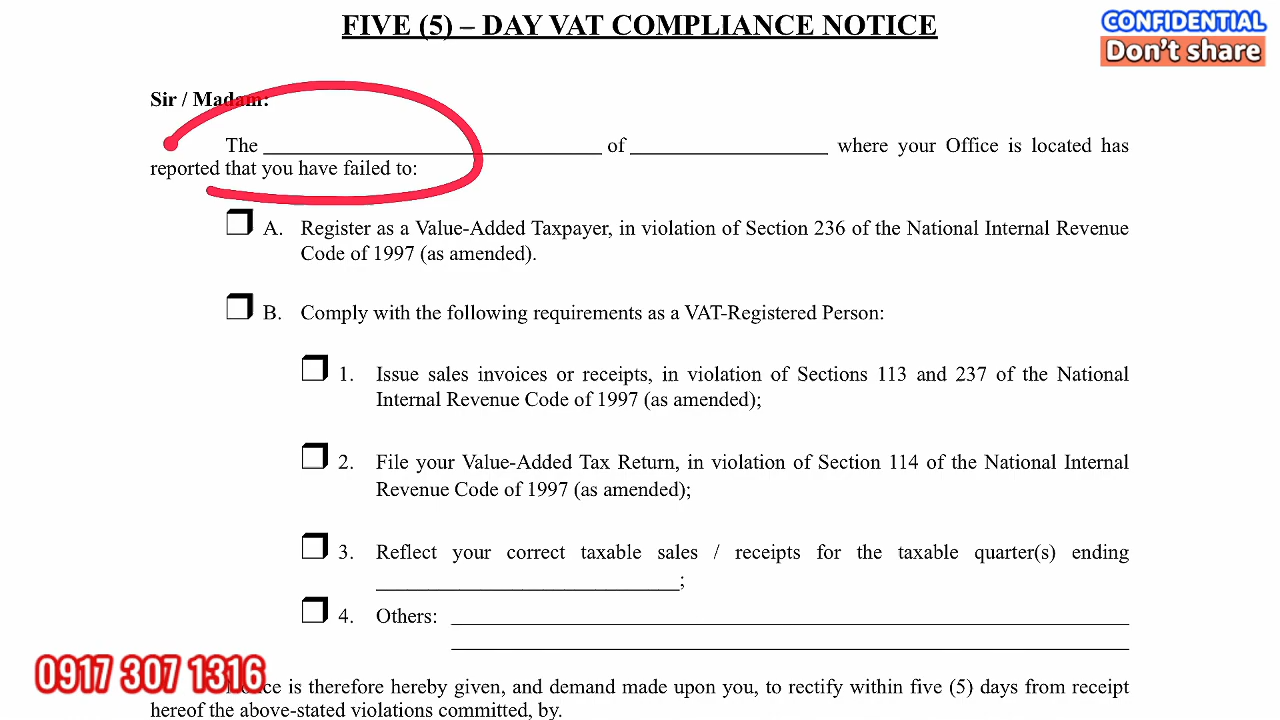 FIVE (5) – DAY VAT COMPLIANCE NOTICE
CONFIDENTIAL
Don't share
Sir / Madam:
The ________________________________ of ___________________ where your Office is located has
reported that you have failed to:
A. Register as a Value-Added Taxpayer, in violation of Section 236 of the National Internal Revenue
Code of 1997 (as amended).
B. Comply with the following requirements as a VAT-Registered Person:
1. Issue sales invoices or receipts, in violation of Sections 113 and 237 of the National
Internal Revenue Code of 1997 (as amended);
2. File your Value-Added Tax Return, in violation of Section 114 of the National Internal
Revenue Code of 1997 (as amended);
3. Reflect your correct taxable sales / receipts for the taxable quarter(s) ending
_____________________________;
4. Others: _________________________________________________________________
_________________________________________________________________
0917 307 1316
is therefore hereby given, and demand made upon you, to rectify within five (5) days from receipt
hereof the above-stated violations committed, by.